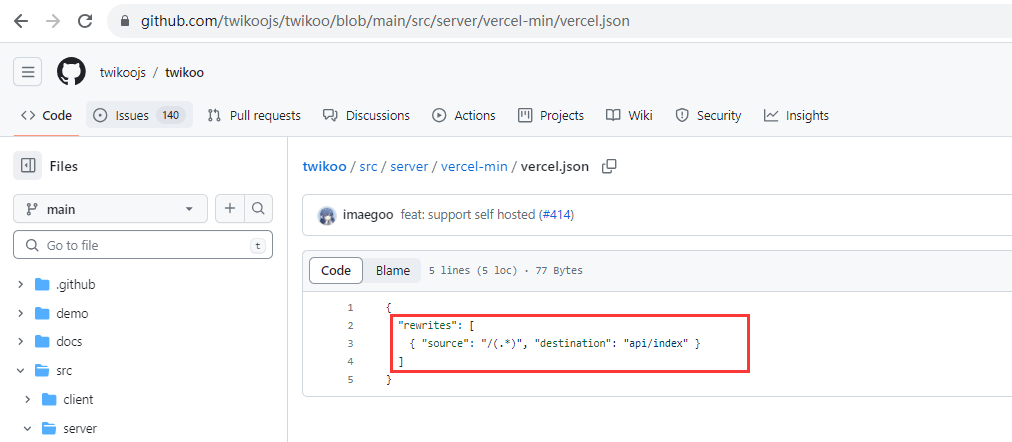 github.com/twikoojs/twikoo/blob/main/src/server/vercel-min/vercel.json
twikoojs / twikoo
Code Issues 140 Pull requests Discussions Actions Projects Wiki Security Insights
Files
main
Go to file t
.github
demo
docs
src
client
server
twikoo / src / server / vercel-min / vercel.json
imaegoo feat: support self hosted (#414)
Code Blame 5 lines (5 loc) · 77 Bytes
1 {
2 "rewrites": [
3 { "source": "/(.*)", "destination": "api/index" }
4 ]
5 }